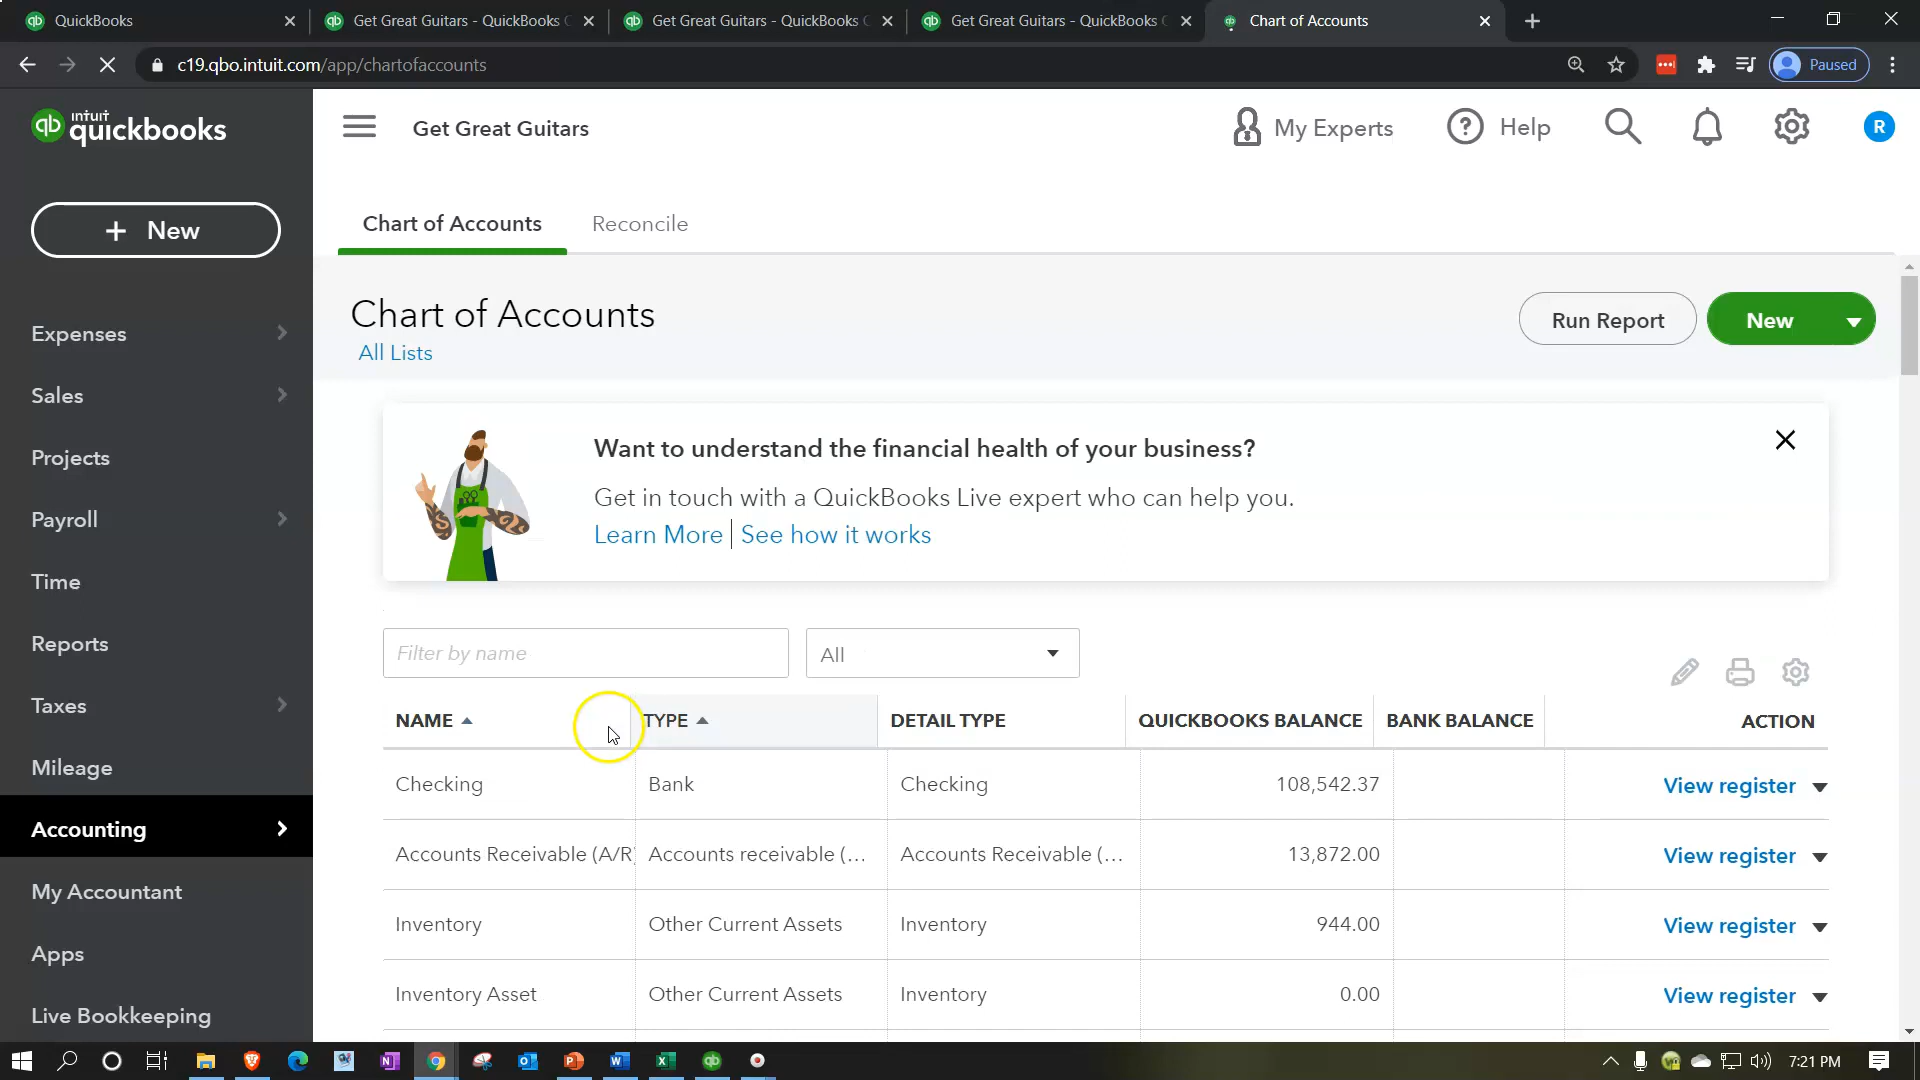 QuickBooks
Get Great Guitars - QuickBooks C
Get Great Guitars - QuickBooks C
Get Great Guitars - QuickBooks C
Chart of Accounts
c19.qbo.intuit.com/app/chartofaccounts
Paused
intuit
qb quickbooks
Get Great Guitars
My Experts
? Help
R
+ New
Chart of Accounts
Reconcile
Expenses
Sales
Projects
Payroll
Time
Reports
Taxes
Mileage
Accounting
My Accountant
Apps
Live Bookkeeping
Chart of Accounts
All Lists
Run Report
New
Want to understand the financial health of your business?
Get in touch with a QuickBooks Live expert who can help you.
Learn More | See how it works
Filter by name
All
NAME TYPE DETAIL TYPE QUICKBOOKS BALANCE BANK BALANCE ACTION
Checking Bank Checking 108,542.37 View register
Accounts Receivable (A/R) Accounts receivable (... Accounts Receivable (... 13,872.00 View register
Inventory Other Current Assets Inventory 944.00 View register
Inventory Asset Other Current Assets Inventory 0.00 View register
7:21 PM